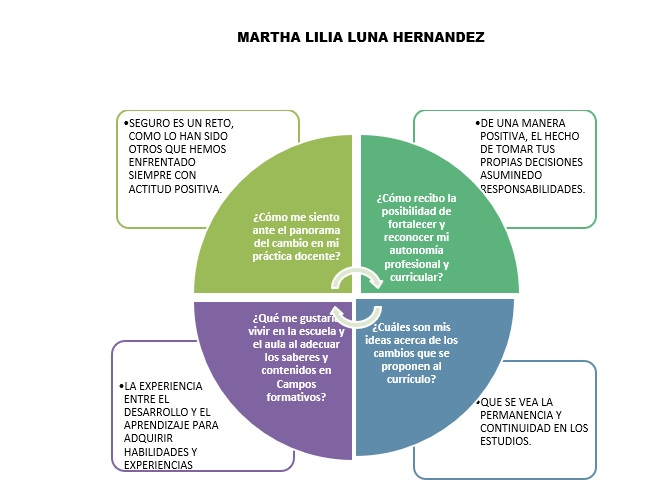 MARTHA LILIA LUNA HERNANDEZ
•SEGURO ES UN RETO,
COMO LO HAN SIDO
OTROS QUE HEMOS
ENFRENTADO
SIEMPRE CON
ACTITUD POSITIVA.
•DE UNA MANERA
POSITIVA, EL HECHO
DE TOMAR TUS
PROPIAS DECISIONES
ASUMINEDO
RESPONSABILIDADES.
¿Cómo me siento
ante el panorama
del cambio en mi
práctica docente?
¿Cómo recibo la
posibilidad de
fortalecer y
reconocer mi
autonomía
profesional y
curricular?
¿Qué me gustaría
vivir en la escuela y
el aula al adecuar
los saberes y
contenidos en
Campos
formativos?
¿Cuáles son mis
ideas acerca de los
cambios que se
proponen al
currículo?
•LA EXPERIENCIA
ENTRE EL
DESARROLLO Y EL
APRENDIZAJE PARA
ADQUIRIR
HABILIDADES Y
EXPERIENCIAS
•QUE SE VEA LA
PERMANENCIA Y
CONTINUIDAD EN LOS
ESTUDIOS.